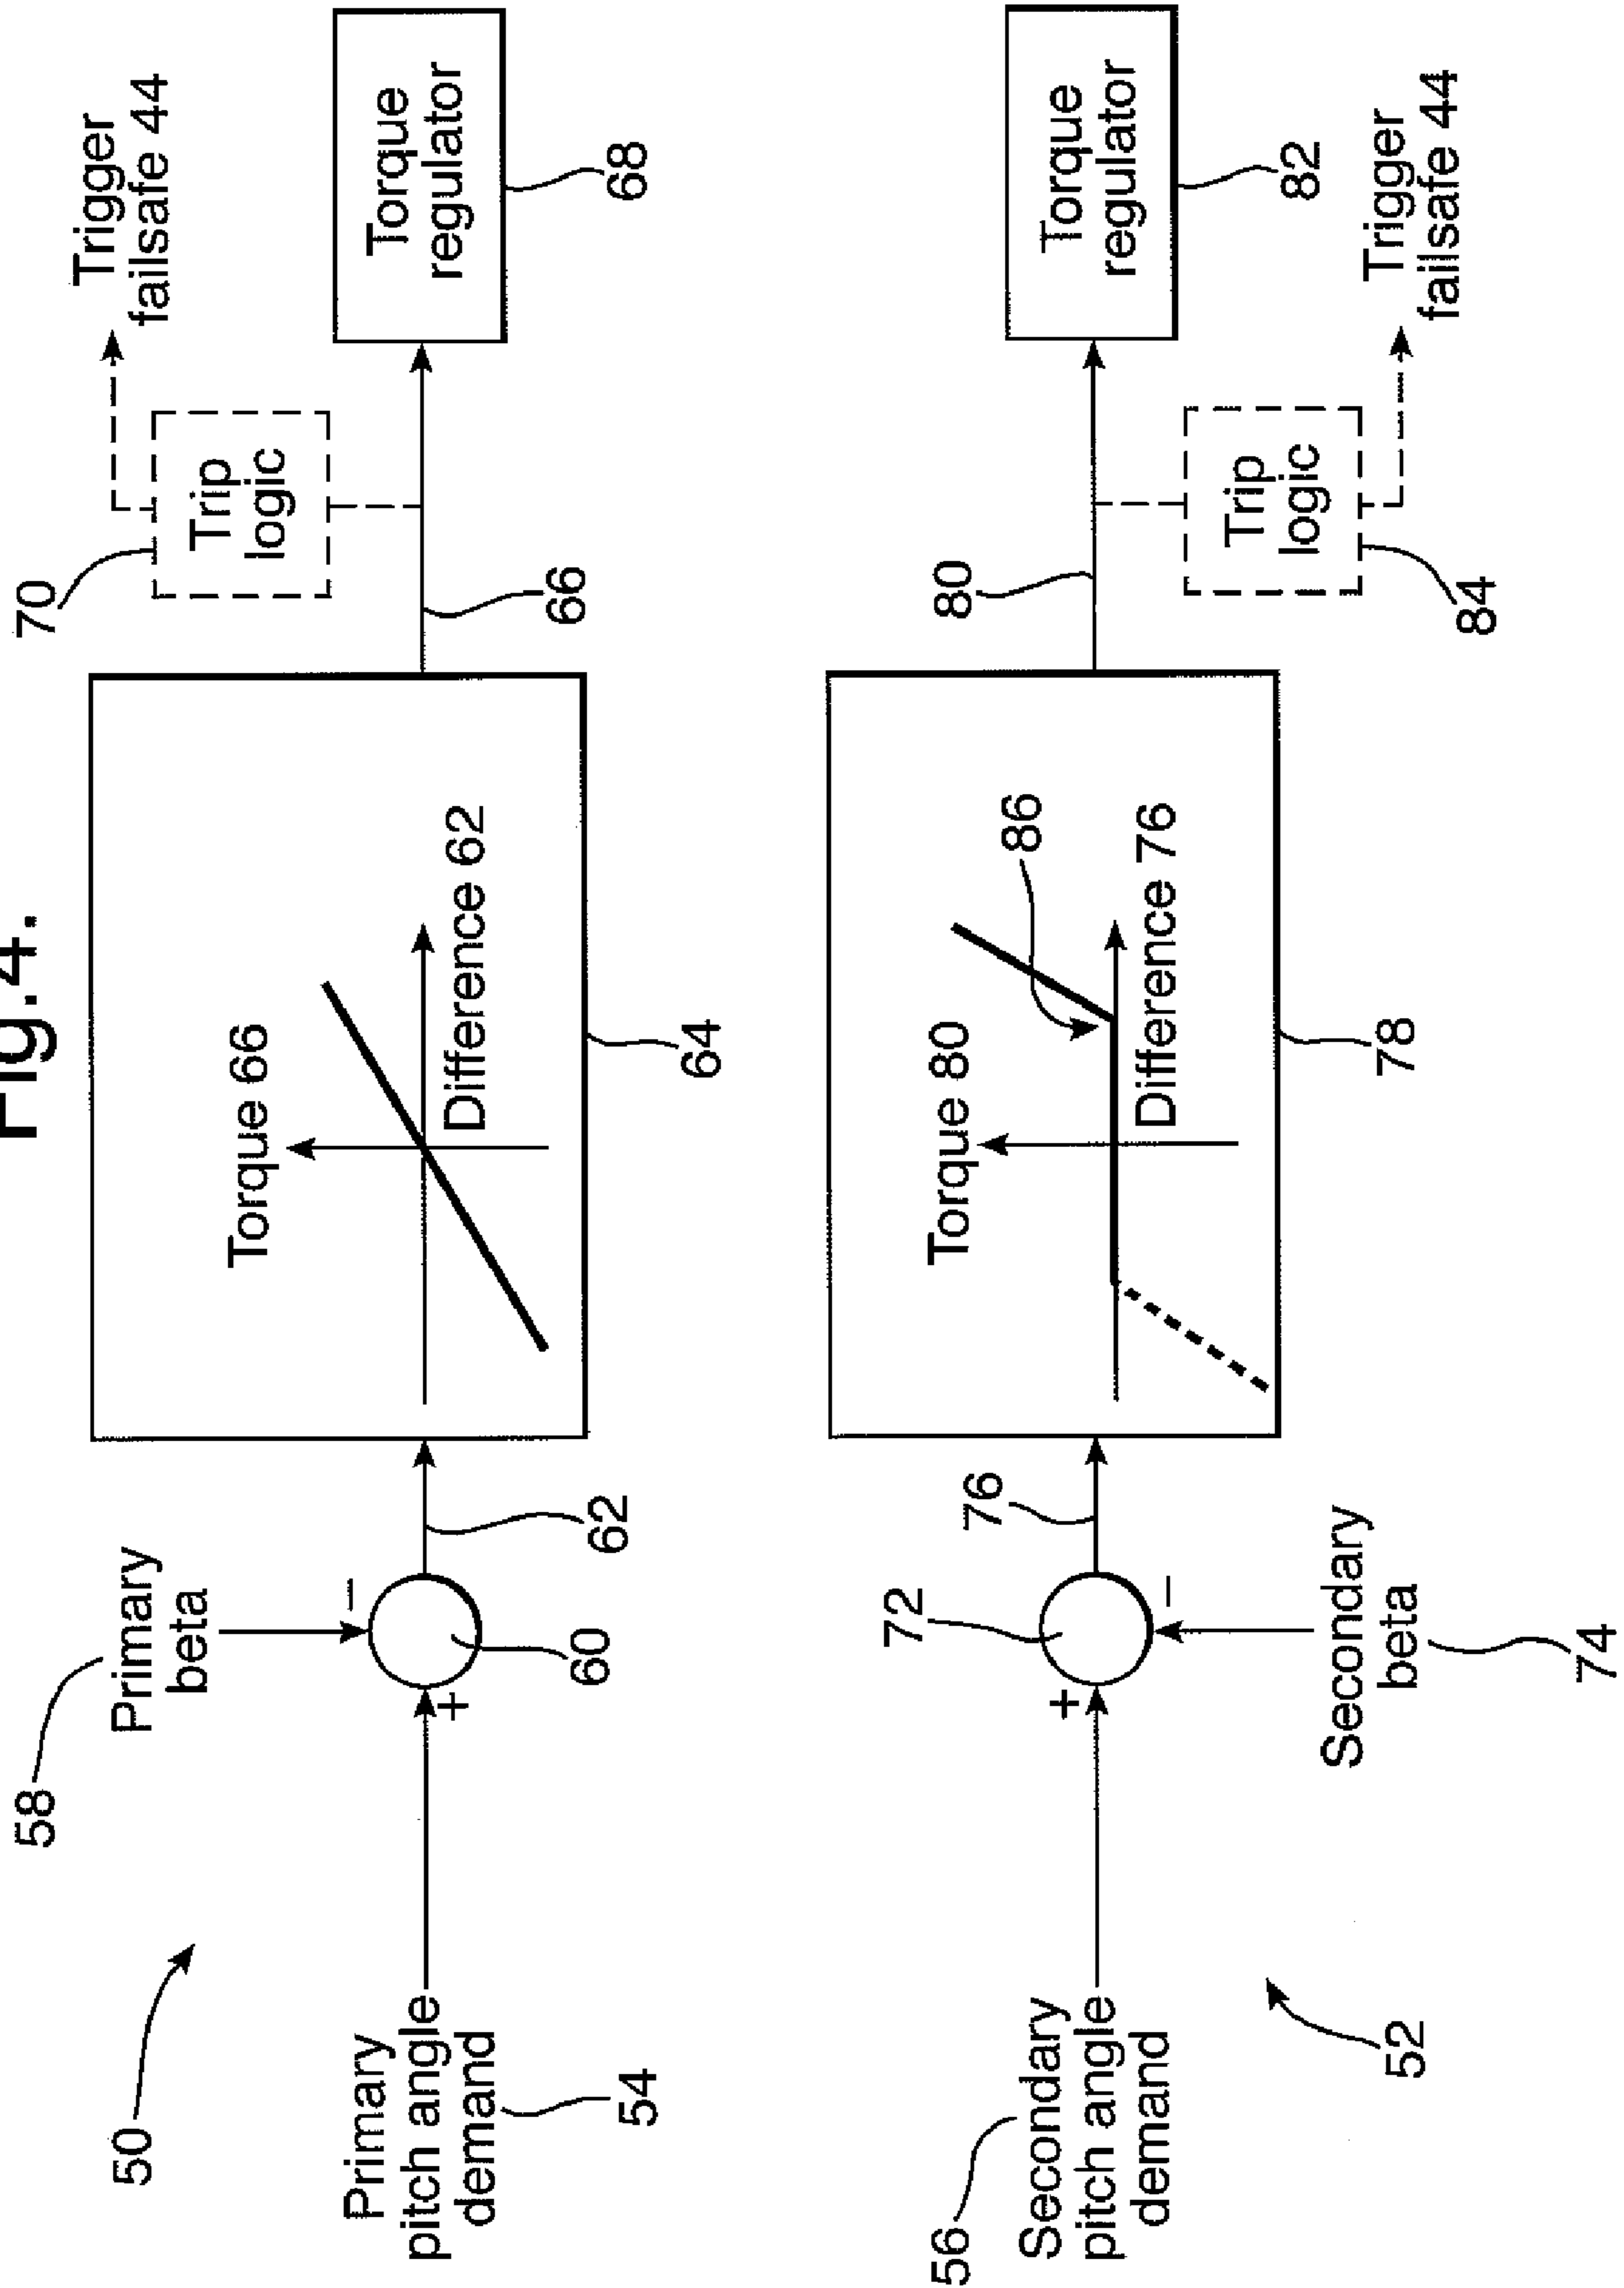 Fig.4.
50
58
Primary
beta
Primary
pitch angle
demand
54
+
−
60
62
Torque 66
Difference 62
64
70
Trip
logic
Trigger
failsafe 44
66
Torque
regulator
68
56
Secondary
pitch angle
demand
52
+
−
72
Secondary
beta
74
76
Torque 80
86
Difference 76
78
80
Trip
logic
84
Trigger
failsafe 44
Torque
regulator
82